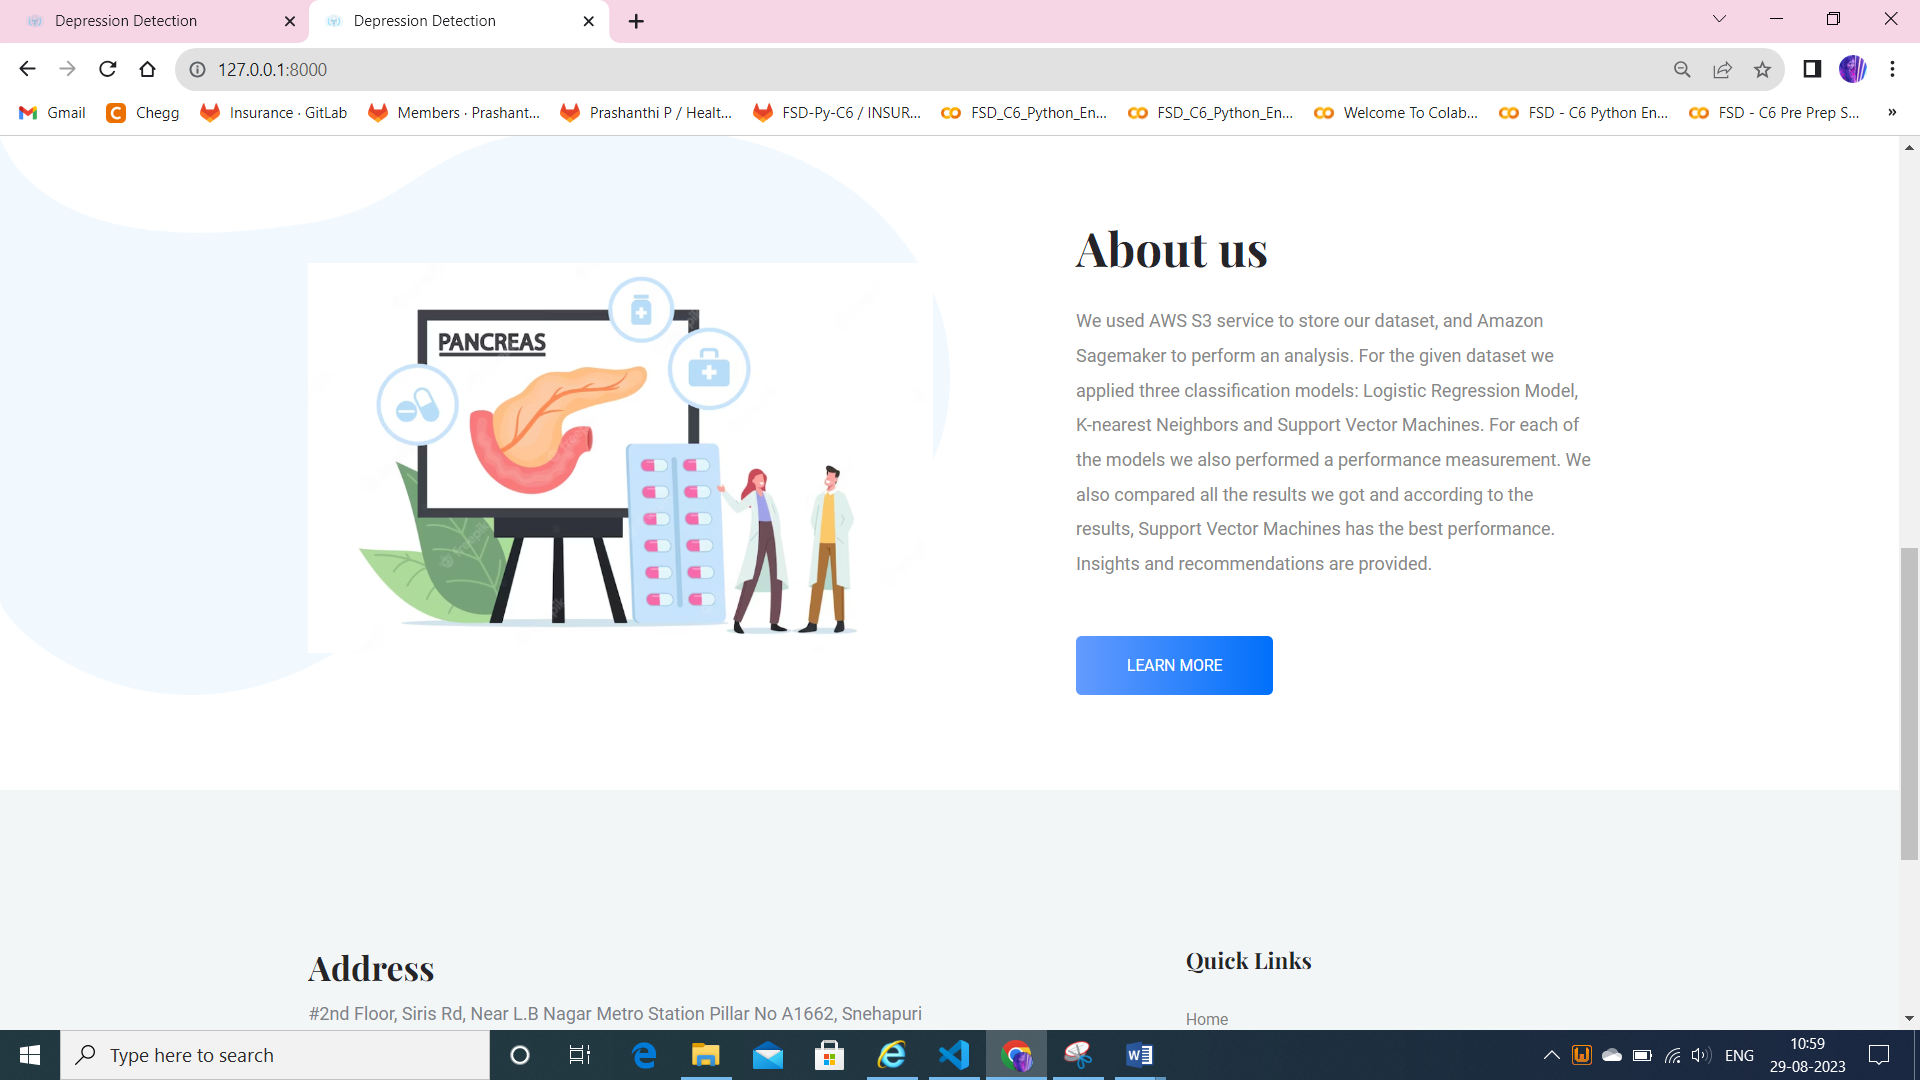 Depression Detection
Depression Detection
127.0.0.1:8000
Gmail
Chegg
Insurance · GitLab
Members · Prashant...
Prashanthi P / Healt...
FSD-Py-C6 / INSUR...
FSD_C6_Python_En...
FSD_C6_Python_En...
Welcome To Colab...
FSD - C6 Python En...
FSD - C6 Pre Prep S...
»
PANCREAS
About us
We used AWS S3 service to store our dataset, and Amazon
Sagemaker to perform an analysis. For the given dataset we
applied three classification models: Logistic Regression Model,
K-nearest Neighbors and Support Vector Machines. For each of
the models we also performed a performance measurement. We
also compared all the results we got and according to the
results, Support Vector Machines has the best performance.
Insights and recommendations are provided.
LEARN MORE
Address
#2nd Floor, Siris Rd, Near L.B Nagar Metro Station Pillar No A1662, Snehapuri
Quick Links
Home
Type here to search
ENG
10:59
29-08-2023